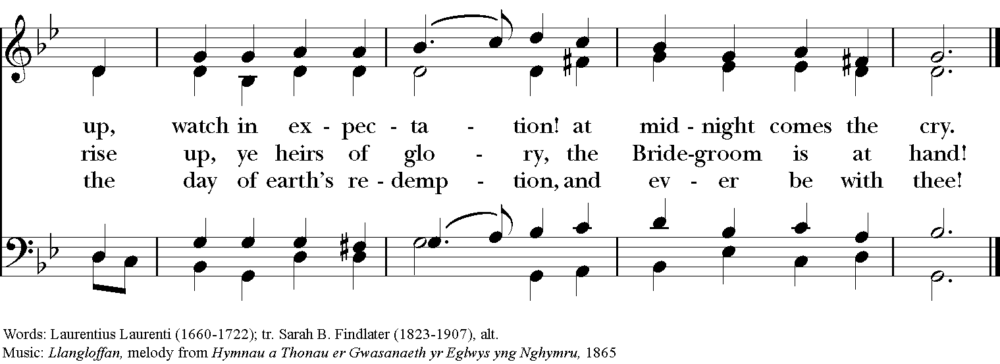 up, watch in ex - pec - ta - tion! at mid - night comes the cry.
rise up, ye heirs of glo - ry, the Bride-groom is at hand!
the day of earth's re - demp - tion, and ev - er be with thee!
Words: Laurentius Laurenti (1660-1722); tr. Sarah B. Findlater (1823-1907), alt.
Music: Llangloffan, melody from Hymnau a Thonau er Gwasanaeth yr Eglwys yng Nghymru, 1865